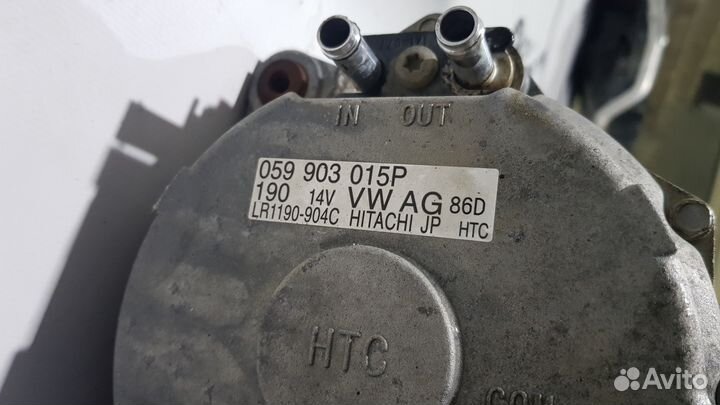 IN OUT
059 903 015P
190 14V VW AG 86D
LR1190-904C HITACHI JP HTC
HTC
Avito